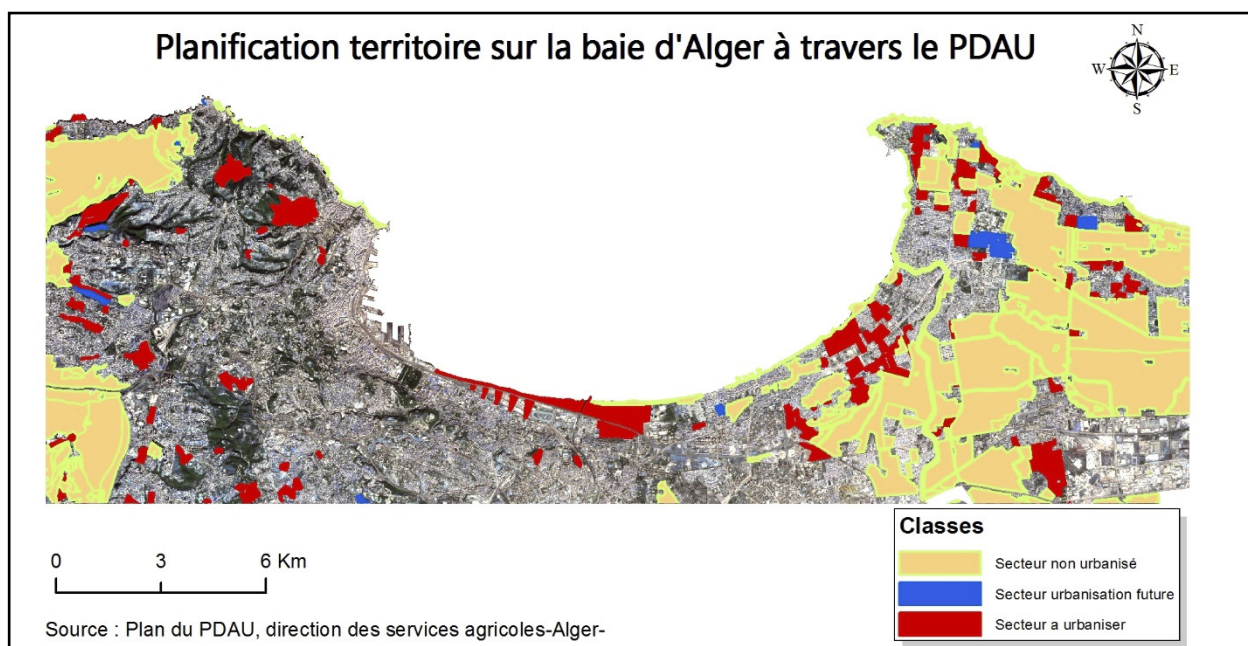 Planification territoire sur la baie d'Alger à travers le PDAU
N
W E
S
0 3 6 Km
Classes
Secteur non urbanisé
Secteur urbanisation future
Secteur a urbaniser
Source : Plan du PDAU, direction des services agricoles-Alger-